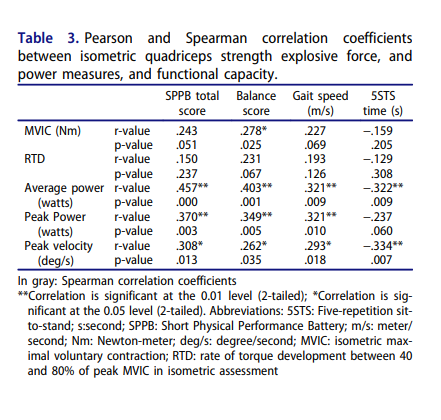 Table 3. Pearson and Spearman correlation coefficients
between isometric quadriceps strength explosive force, and
power measures, and functional capacity.
SPPB total score Balance score Gait speed (m/s) 5STS time (s)
MVIC (Nm) r-value .243 .278* .227 −.159
p-value .051 .025 .069 .205
RTD r-value .150 .231 .193 −.129
p-value .237 .067 .126 .308
Average power r-value .457** .403** .321** −.322**
(watts) p-value .000 .001 .009 .009
Peak Power r-value .370** .349** .321** −.237
(watts) p-value .003 .005 .010 .060
Peak velocity r-value .308* .262* .293* −.334**
(deg/s) p-value .013 .035 .018 .007
In gray: Spearman correlation coefficients
**Correlation is significant at the 0.01 level (2-tailed); *Correlation is sig-
nificant at the 0.05 level (2-tailed). Abbreviations: 5STS: Five-repetition sit-
to-stand; s:second; SPPB: Short Physical Performance Battery; m/s: meter/
second; Nm: Newton-meter; deg/s: degree/second; MVIC: isometric max-
imal voluntary contraction; RTD: rate of torque development between 40
and 80% of peak MVIC in isometric assessment